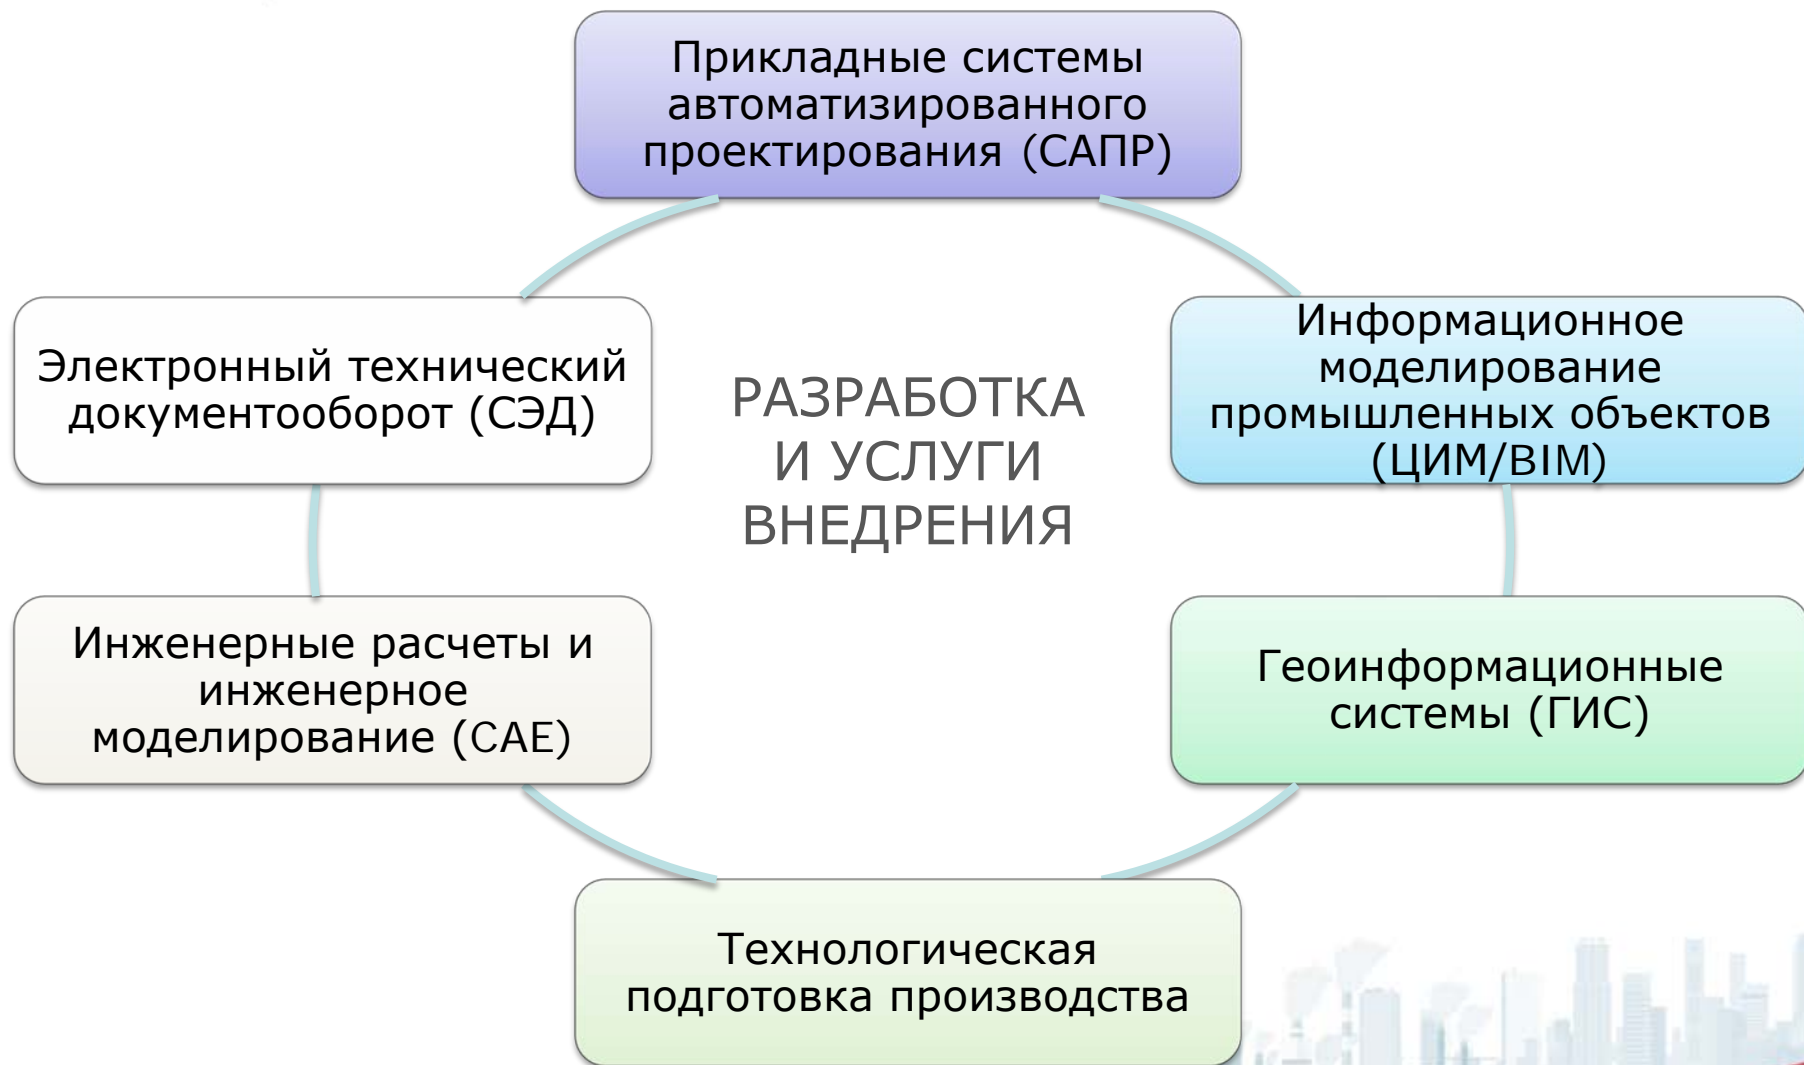 Прикладные системы
автоматизированного
проектирования (САПР)
Электронный технический
документооборот (СЭД)
РАЗРАБОТКА
И УСЛУГИ
ВНЕДРЕНИЯ
Информационное
моделирование
промышленных объектов
(ЦИМ/BIM)
Инженерные расчеты и
инженерное
моделирование (CAE)
Геоинформационные
системы (ГИС)
Технологическая
подготовка производства